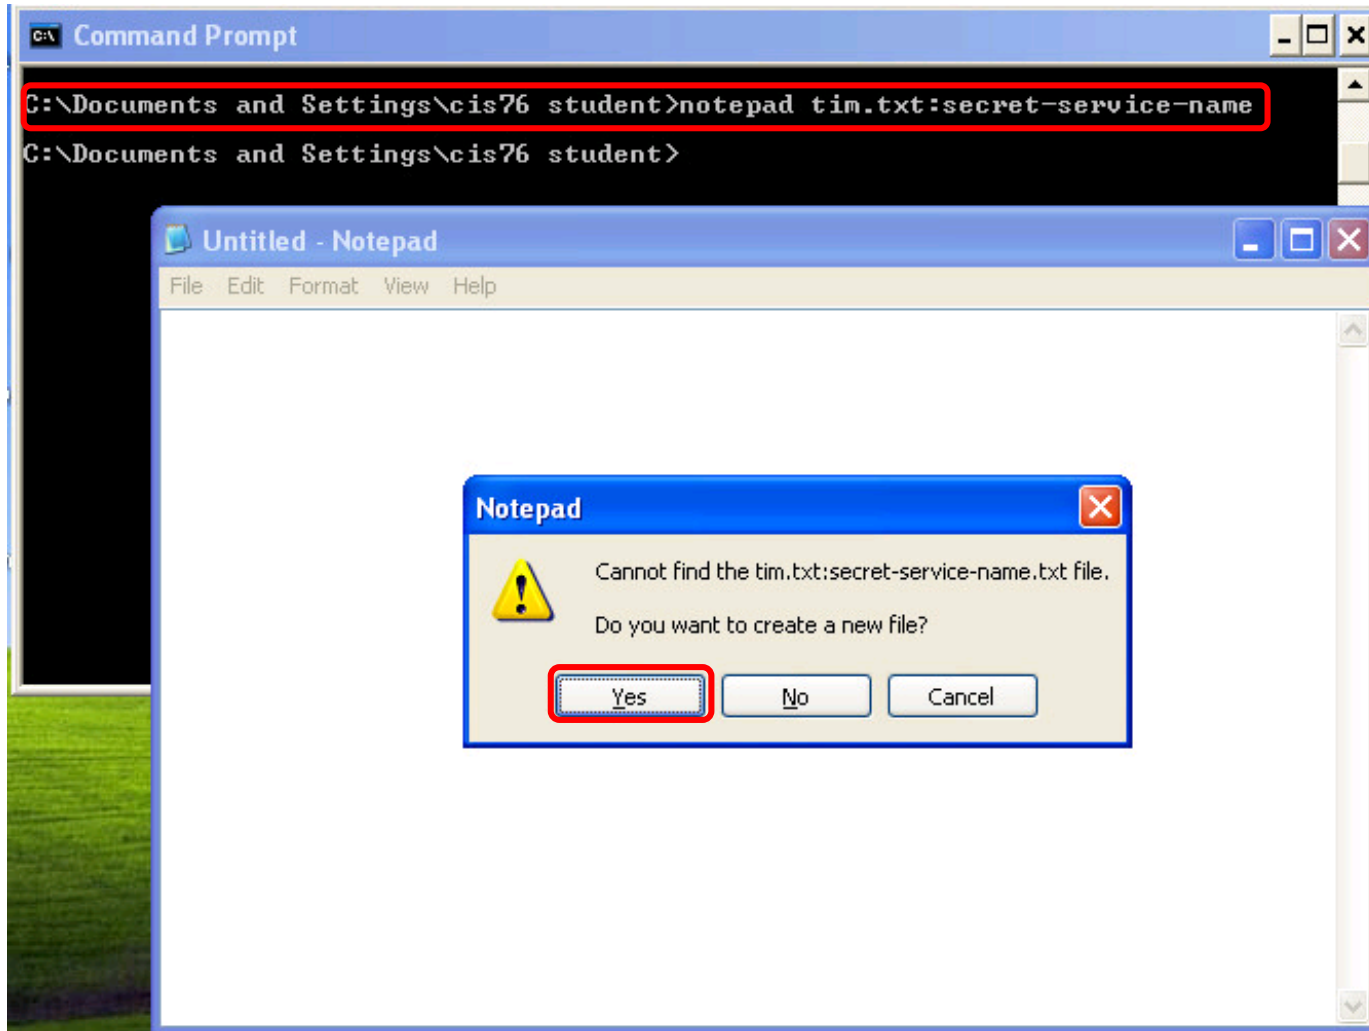 Command Prompt
C:\Documents and Settings\cis76 student>notepad tim.txt:secret-service-name
C:\Documents and Settings\cis76 student>
Untitled - Notepad
File Edit Format View Help
Notepad
Cannot find the tim.txt:secret-service-name.txt file.
Do you want to create a new file?
Yes No Cancel